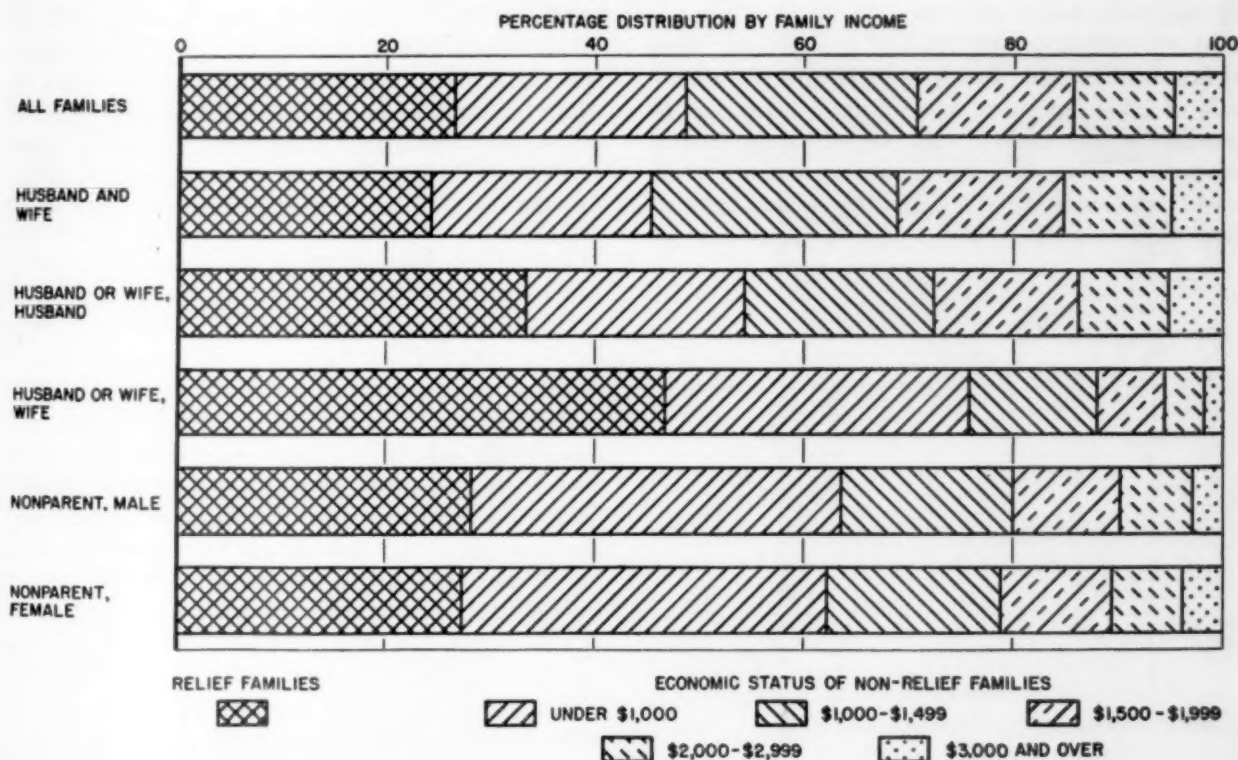 PERCENTAGE DISTRIBUTION BY FAMILY INCOME
0 20 40 60 80 100
ALL FAMILIES
HUSBAND AND
WIFE
HUSBAND OR WIFE,
HUSBAND
HUSBAND OR WIFE,
WIFE
NONPARENT, MALE
NONPARENT,
FEMALE
RELIEF FAMILIES
ECONOMIC STATUS OF NON-RELIEF FAMILIES
UNDER $1,000
$1,000-$1,499
$1,500-$1,999
$2,000-$2,999
$3,000 AND OVER